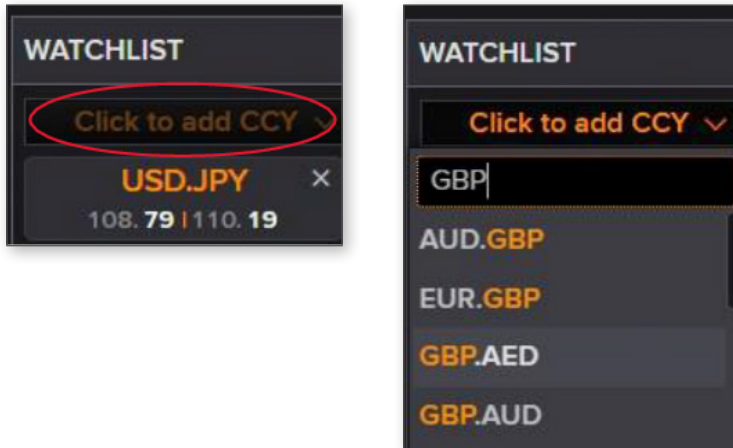 WATCHLIST
Click to add CCY
USD.JPY
108. 79 | 110. 19
WATCHLIST
Click to add CCY
GBP
AUD.GBP
EUR.GBP
GBP.AED
GBP.AUD